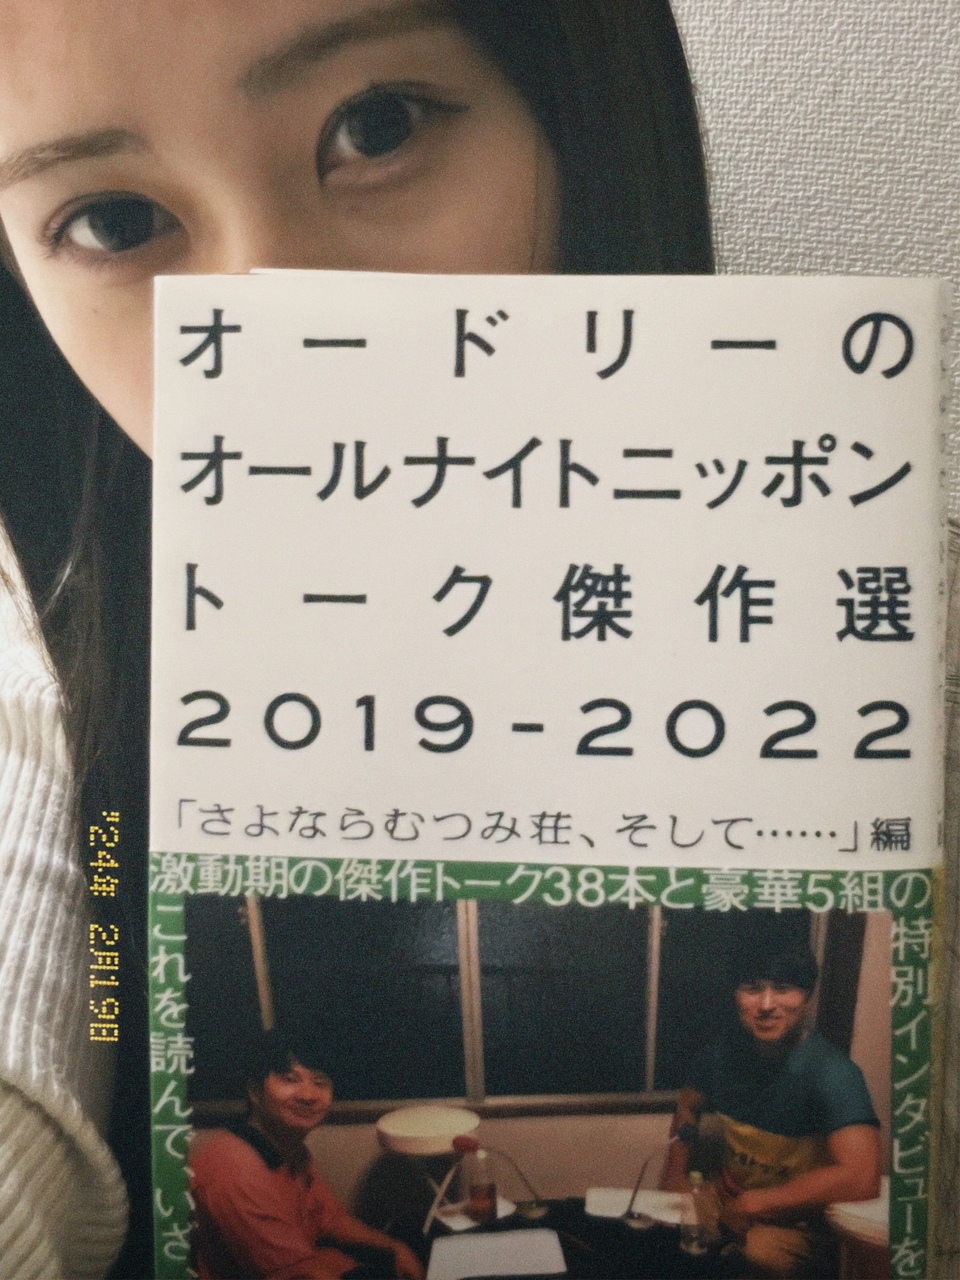 オードリーの
オールナイトニッポン
トーク傑作選
2019-2022
「さよならむつみ荘、そして……」編
激動期の傑作トーク38本と豪華5組の
特別インタビューを
これを読んで、いざ、
'24年 2月19日